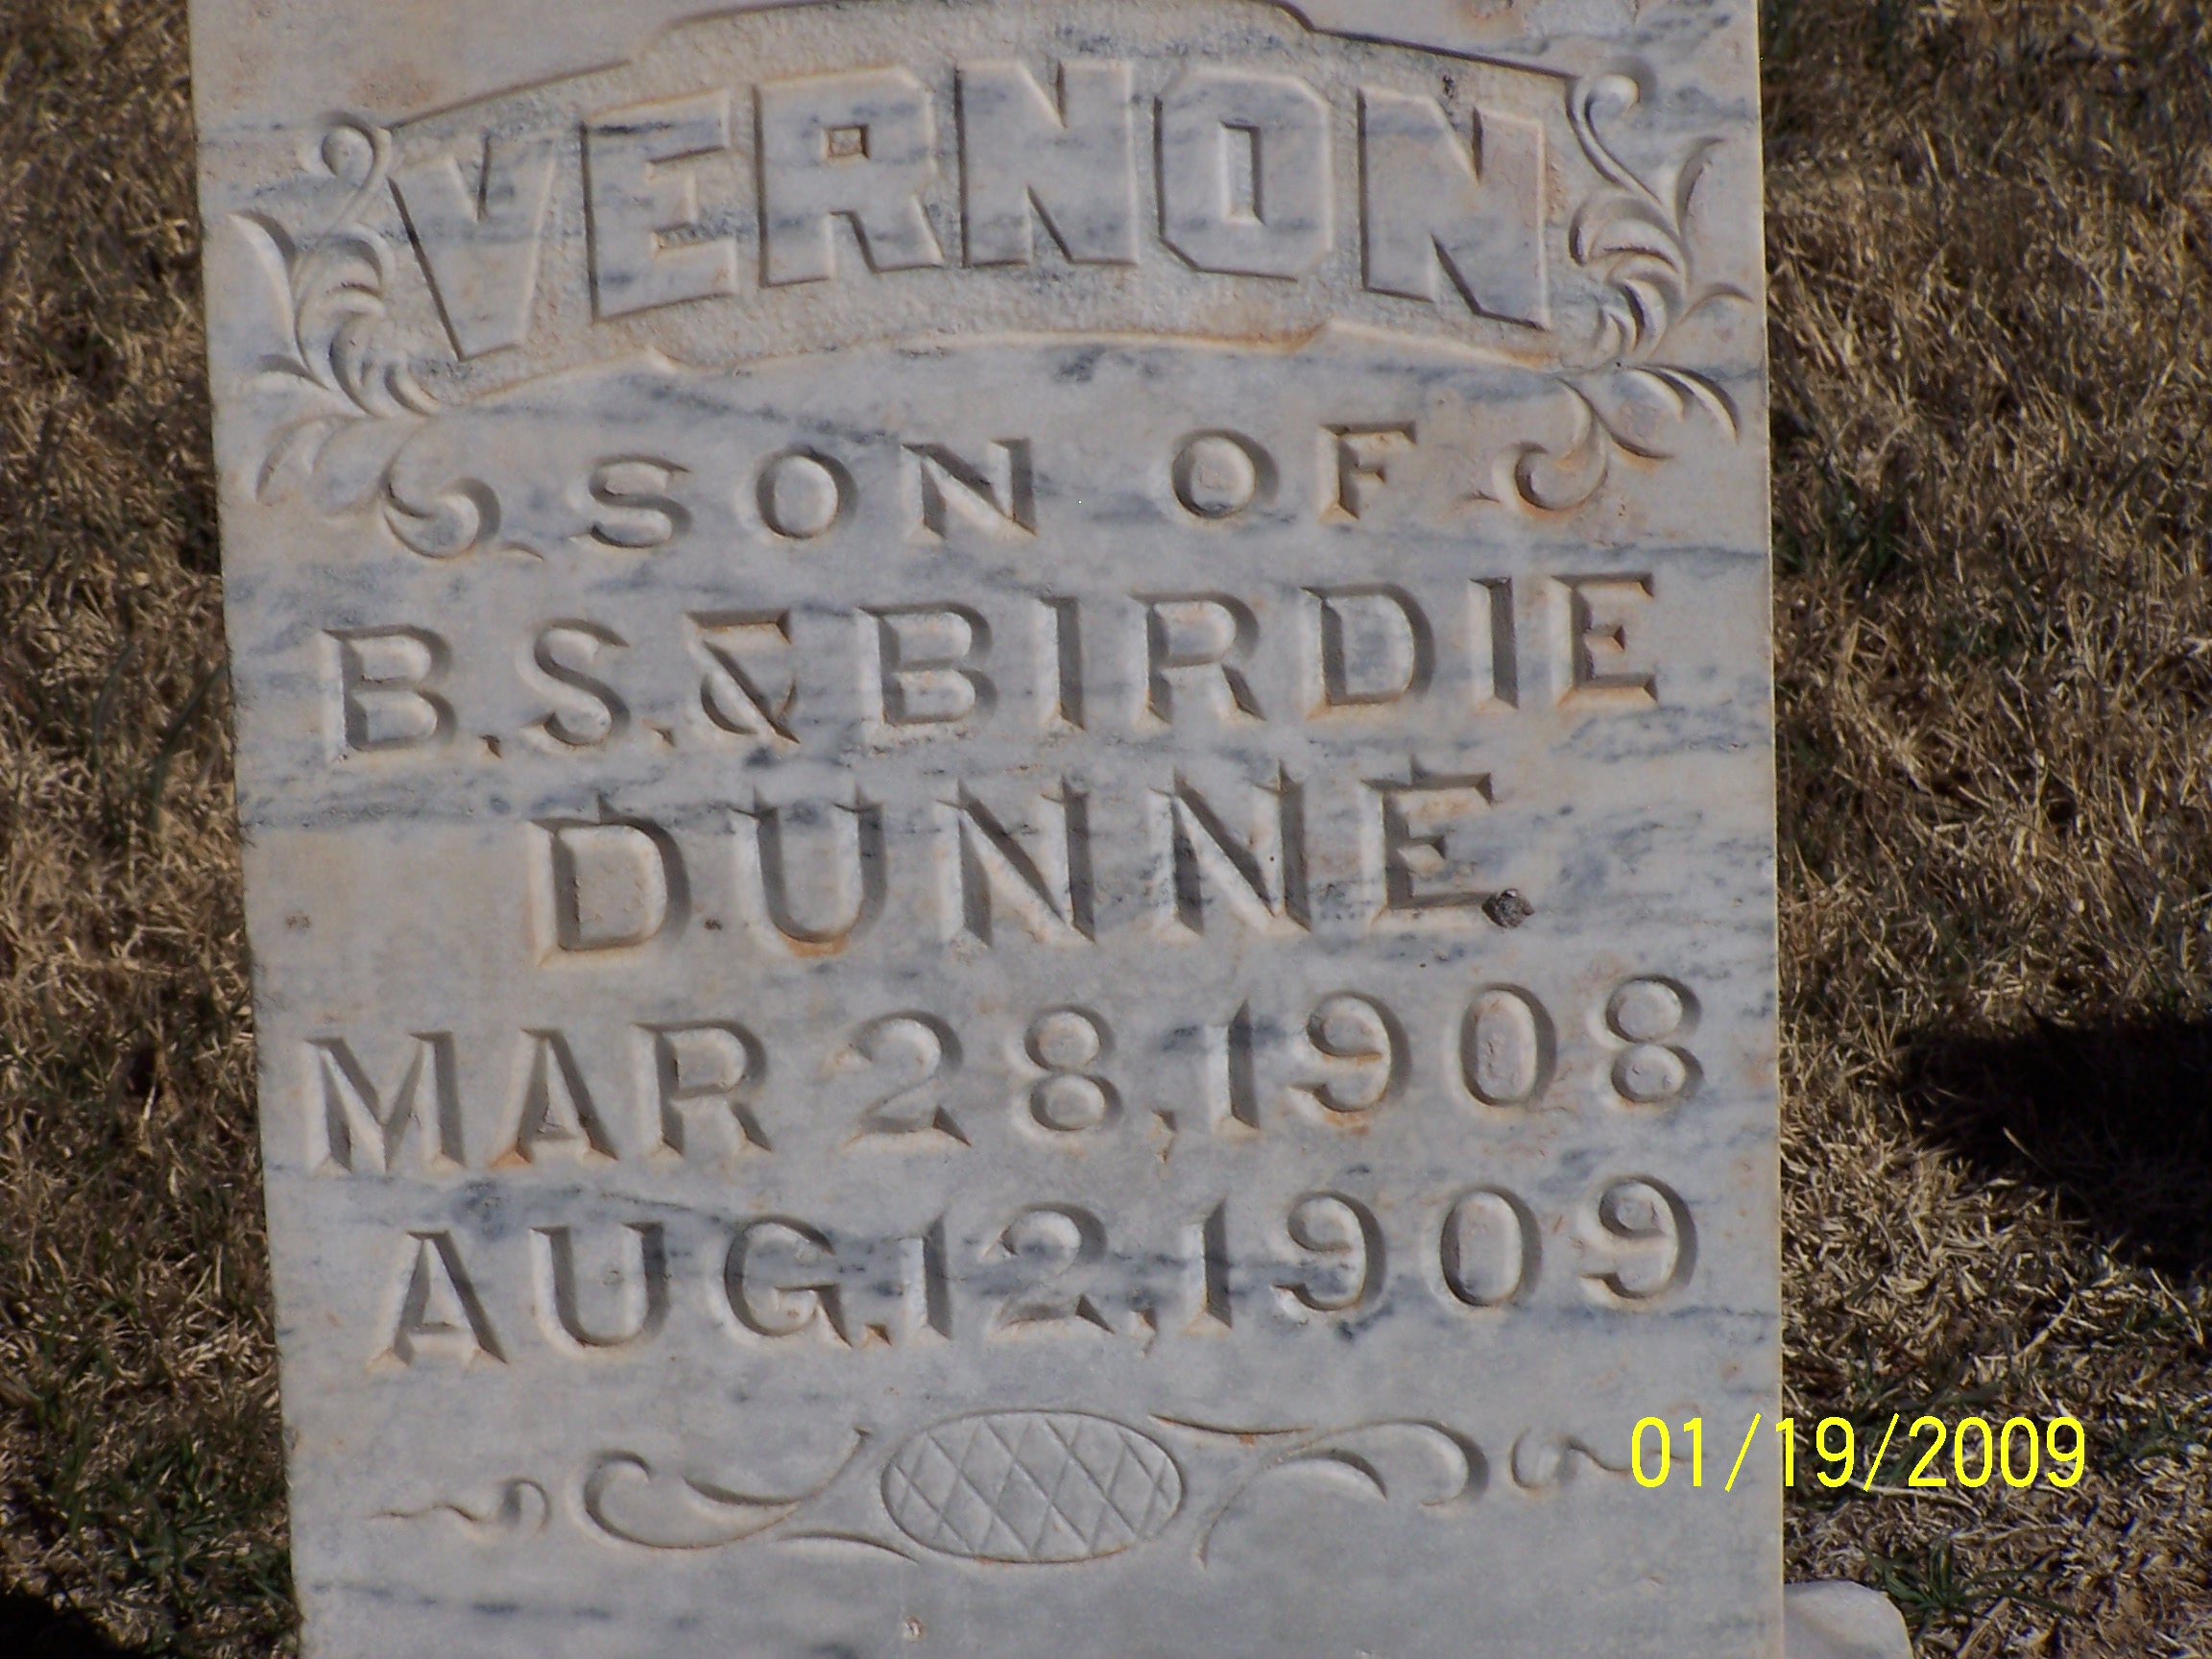 VERNON
SON OF
B.S.& BIRDIE
DUNNE.
MAR 28, 1908
AUG. 12, 1909
01/19/2009